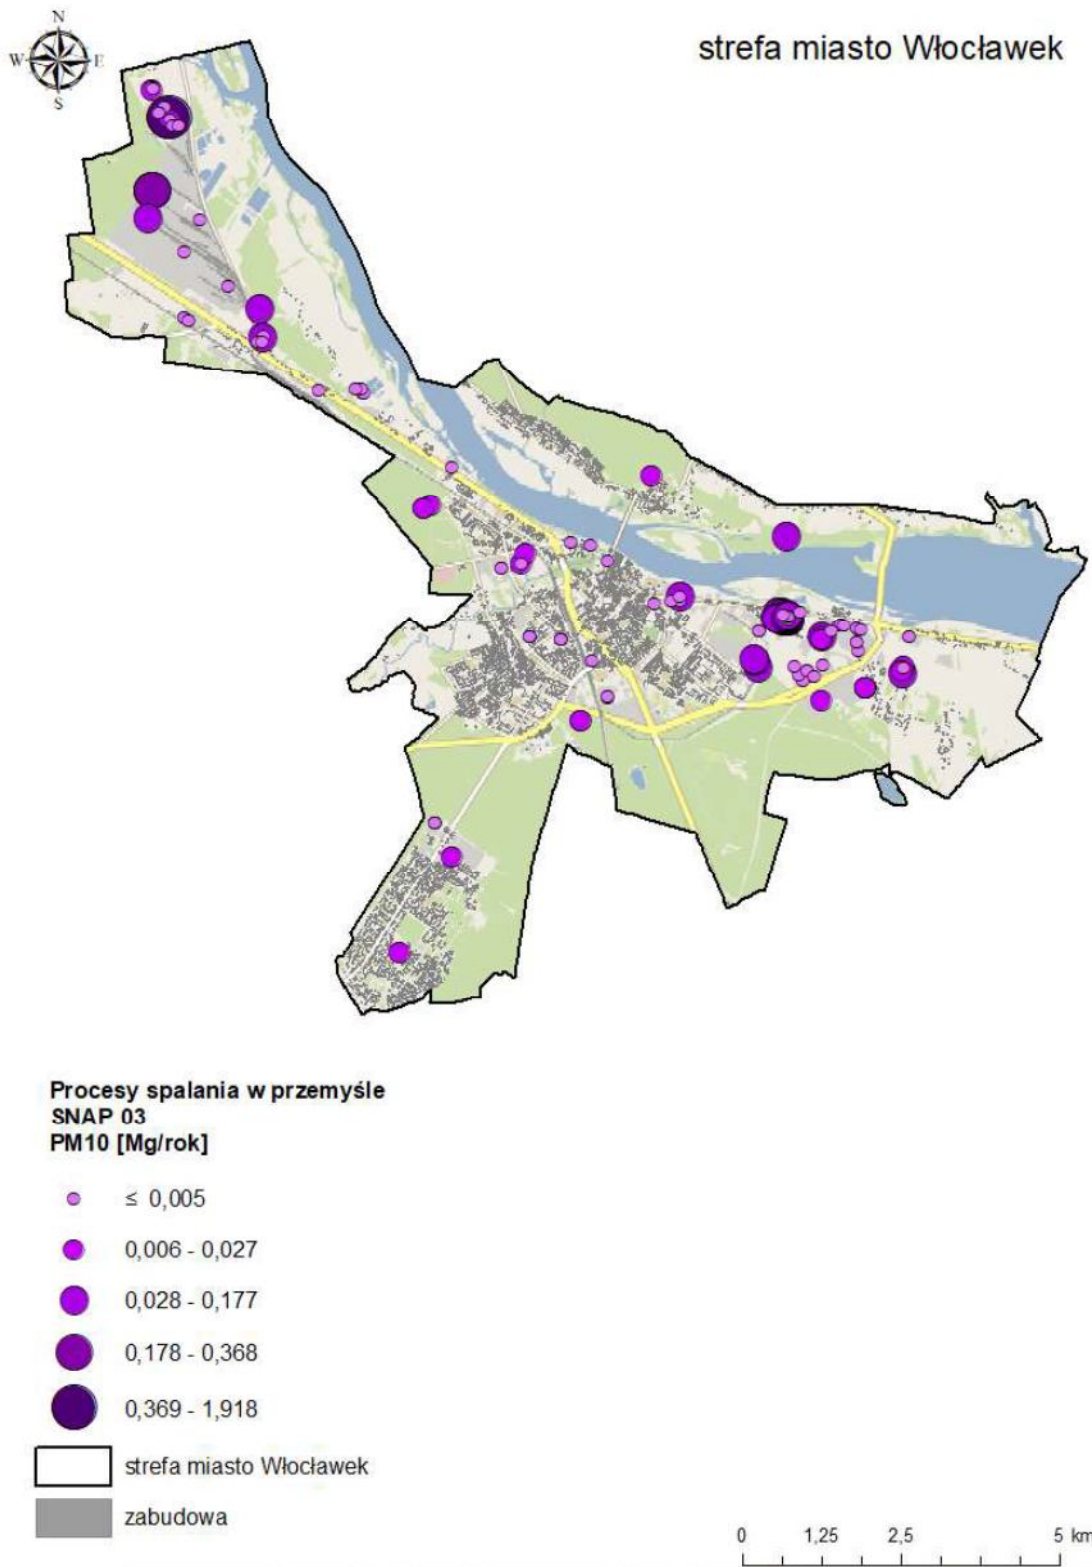 strefa miasto Włocławek
N
W E
S
Procesy spalania w przemyśle
SNAP 03
PM10 [Mg/rok]
≤ 0,005
0,006 - 0,027
0,028 - 0,177
0,178 - 0,368
0,369 - 1,918
strefa miasto Włocławek
zabudowa
0 1,25 2,5 5 km